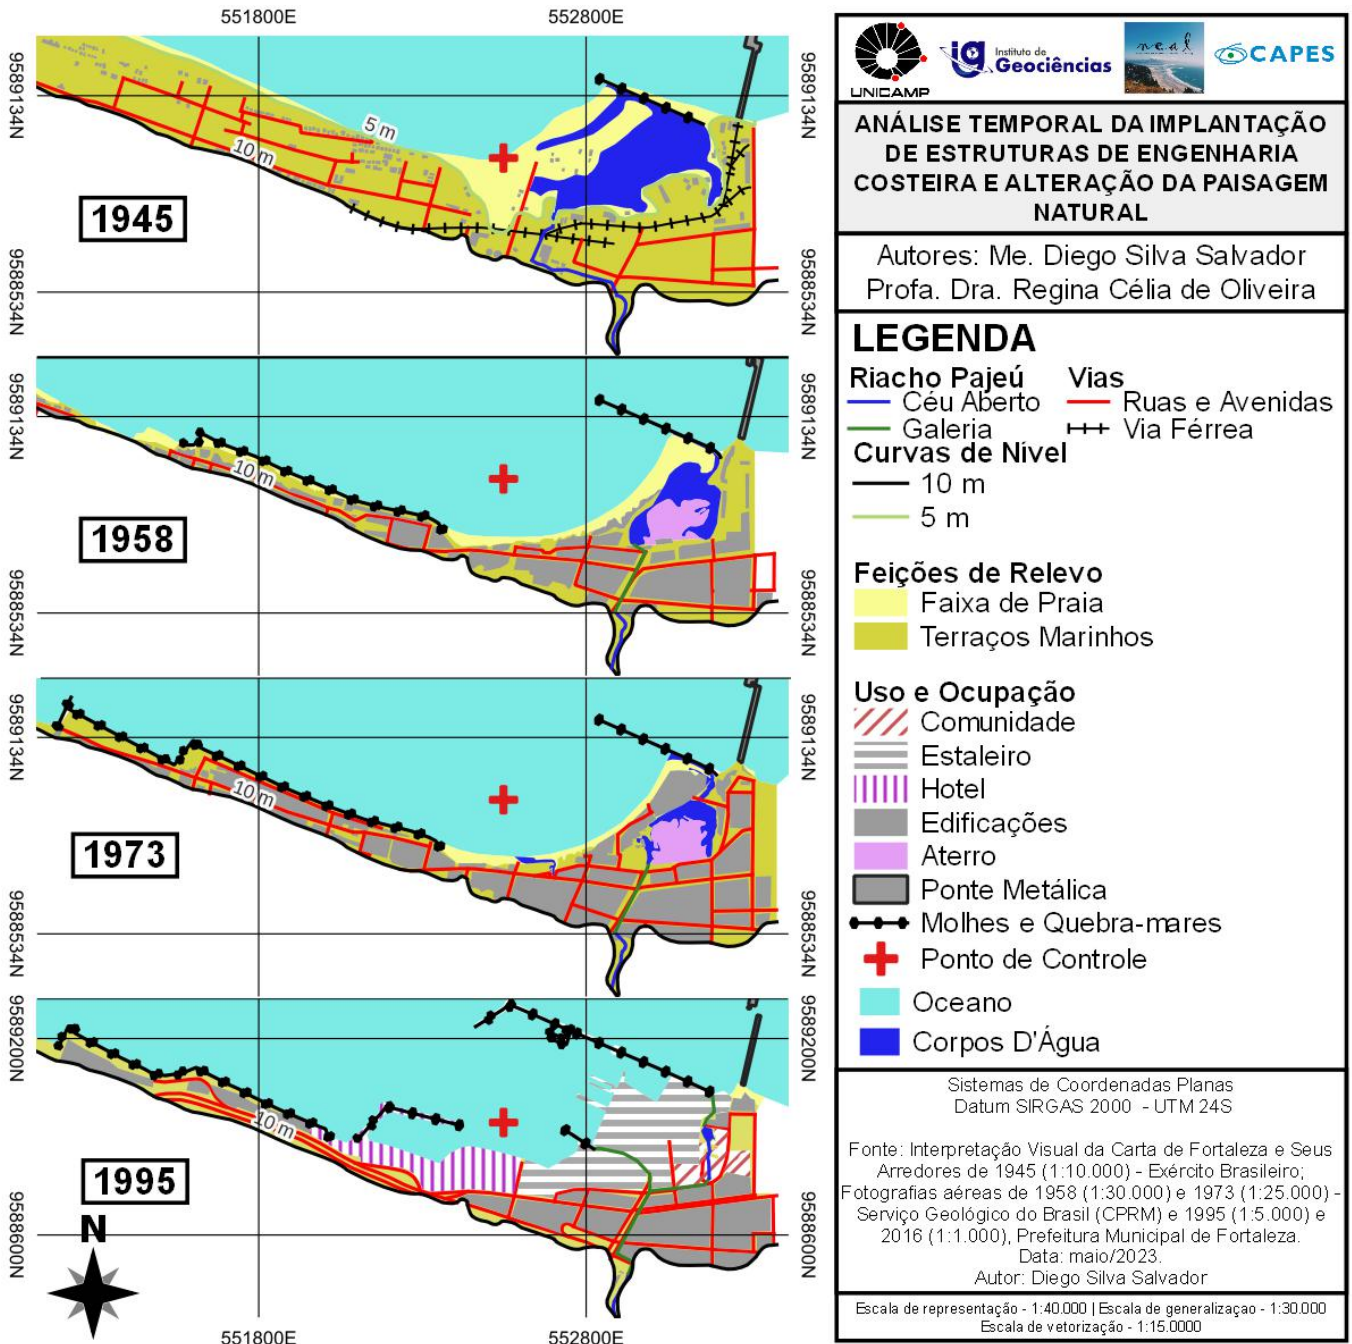 551800E
552800E
9589134N
9589134N
5 m
10 m
1945
9588534N
9588534N
9589134N
9589134N
10 m
1958
9588534N
9588534N
9589134N
9589134N
10 m
1973
9588534N
9588534N
9589200N
9589200N
10 m
1995
N
9588600N
9588600N
551800E
552800E
UNICAMP
ig Instituto de
Geociências
neal
CAPES
ANÁLISE TEMPORAL DA IMPLANTAÇÃO
DE ESTRUTURAS DE ENGENHARIA
COSTEIRA E ALTERAÇÃO DA PAISAGEM
NATURAL
Autores: Me. Diego Silva Salvador
Profa. Dra. Regina Célia de Oliveira
LEGENDA
Riacho Pajeú
Céu Aberto
Galeria
Vias
Ruas e Avenidas
Via Férrea
Curvas de Nível
10 m
5 m
Feições de Relevo
Faixa de Praia
Terraços Marinhos
Uso e Ocupação
Comunidade
Estaleiro
Hotel
Edificações
Aterro
Ponte Metálica
Molhes e Quebra-mares
Ponto de Controle
Oceano
Corpos D'Água
Sistemas de Coordenadas Planas
Datum SIRGAS 2000 - UTM 24S
Fonte: Interpretação Visual da Carta de Fortaleza e Seus
Arredores de 1945 (1:10.000) - Exército Brasileiro;
Fotografias aéreas de 1958 (1:30.000) e 1973 (1:25.000) -
Serviço Geológico do Brasil (CPRM) e 1995 (1:5.000) e
2016 (1:1.000), Prefeitura Municipal de Fortaleza.
Data: maio/2023.
Autor: Diego Silva Salvador
Escala de representação - 1:40.000 | Escala de generalizaçao - 1:30.000
Escala de vetorização - 1:15.0000